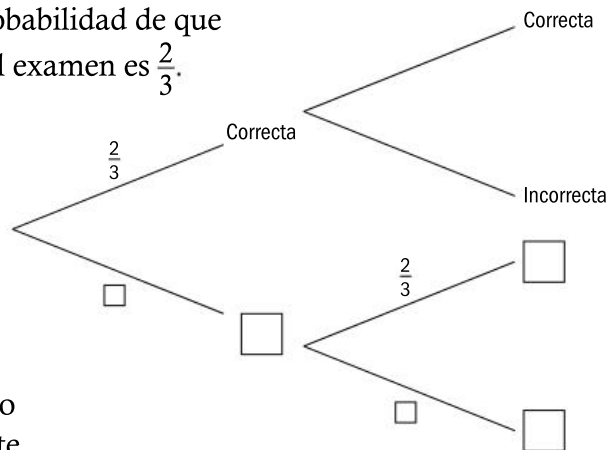 obabilidad de que
examen es 2/3.
Correcta
Correcta
2/3
Incorrecta
2/3
o
te